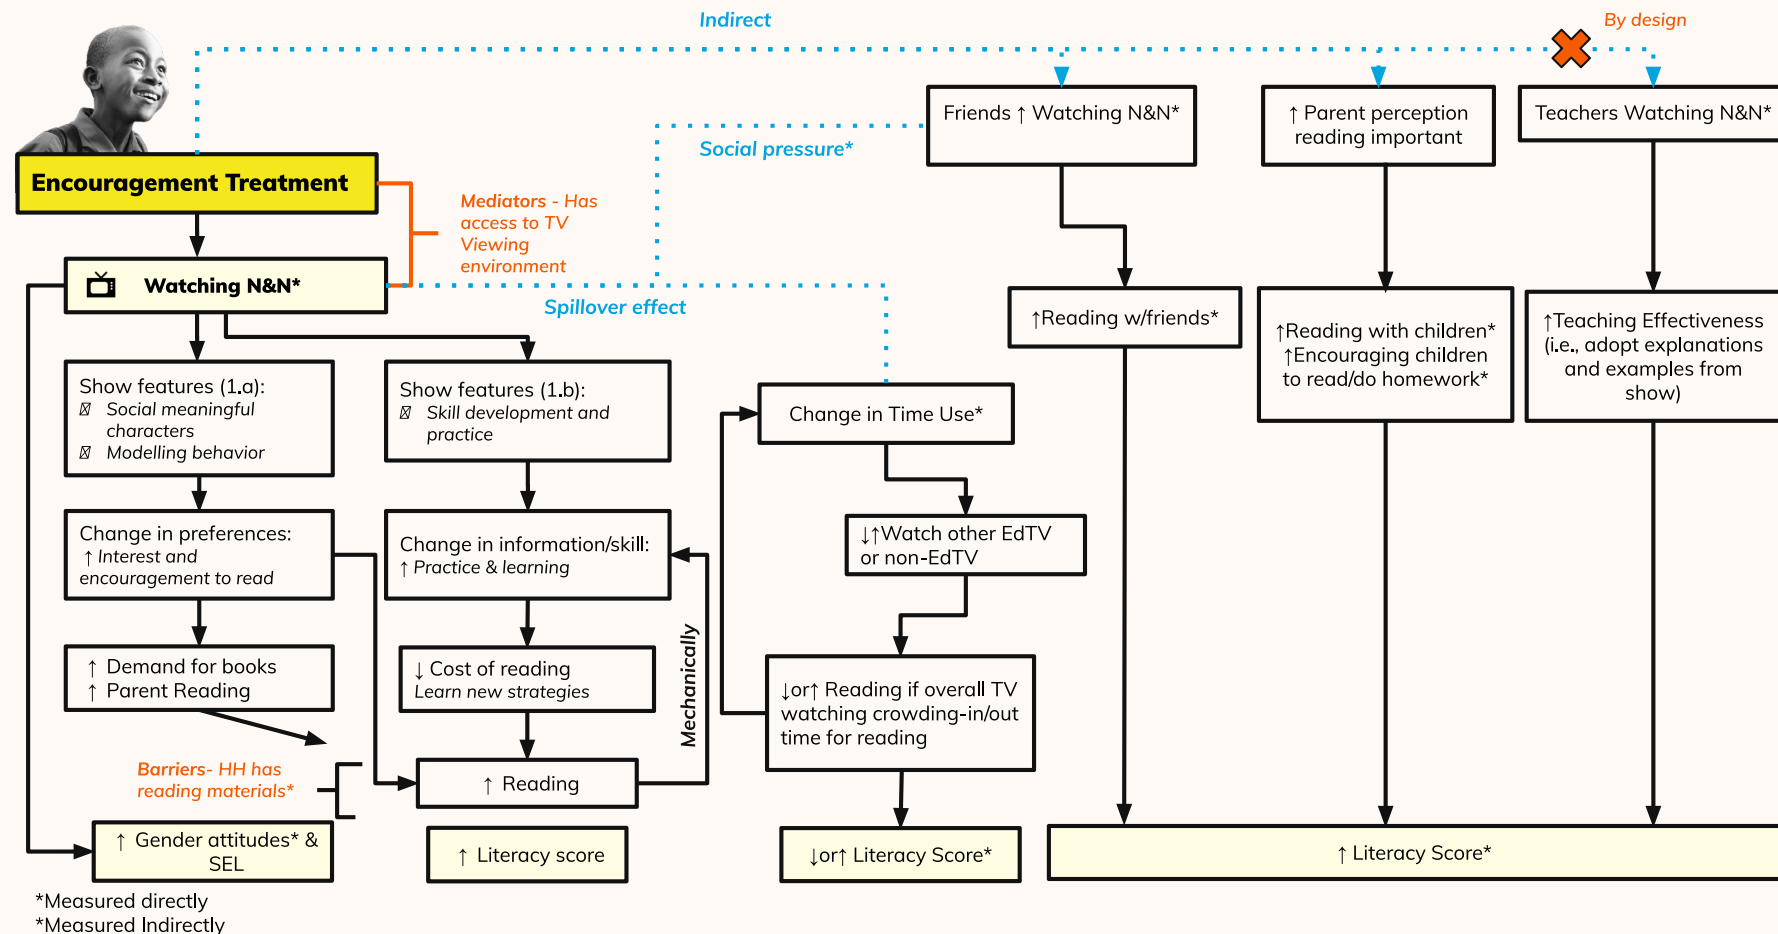 Indirect
By design
Friends ↑ Watching N&N*
↑ Parent perception
reading important
Teachers Watching N&N*
Social pressure*
Encouragement Treatment
Mediators - Has
access to TV
Viewing
environment
Watching N&N*
Spillover effect
↑Reading w/friends*
↑Reading with children*
↑Encouraging children
to read/do homework*
↑Teaching Effectiveness
(i.e., adopt explanations
and examples from
show)
Show features (1.a):
Social meaningful
characters
Modelling behavior
Show features (1.b):
Skill development and
practice
Change in Time Use*
Change in preferences:
↑ Interest and
encouragement to read
Change in information/skill:
↑ Practice & learning
↓↑Watch other EdTV
or non-EdTV
Mechanically
↑ Demand for books
↑ Parent Reading
↓ Cost of reading
Learn new strategies
↓or↑ Reading if overall TV
watching crowding-in/out
time for reading
Barriers- HH has
reading materials*
↑ Reading
↑ Gender attitudes* &
SEL
↑ Literacy score
↓or↑ Literacy Score*
↑ Literacy Score*
*Measured directly
*Measured Indirectly